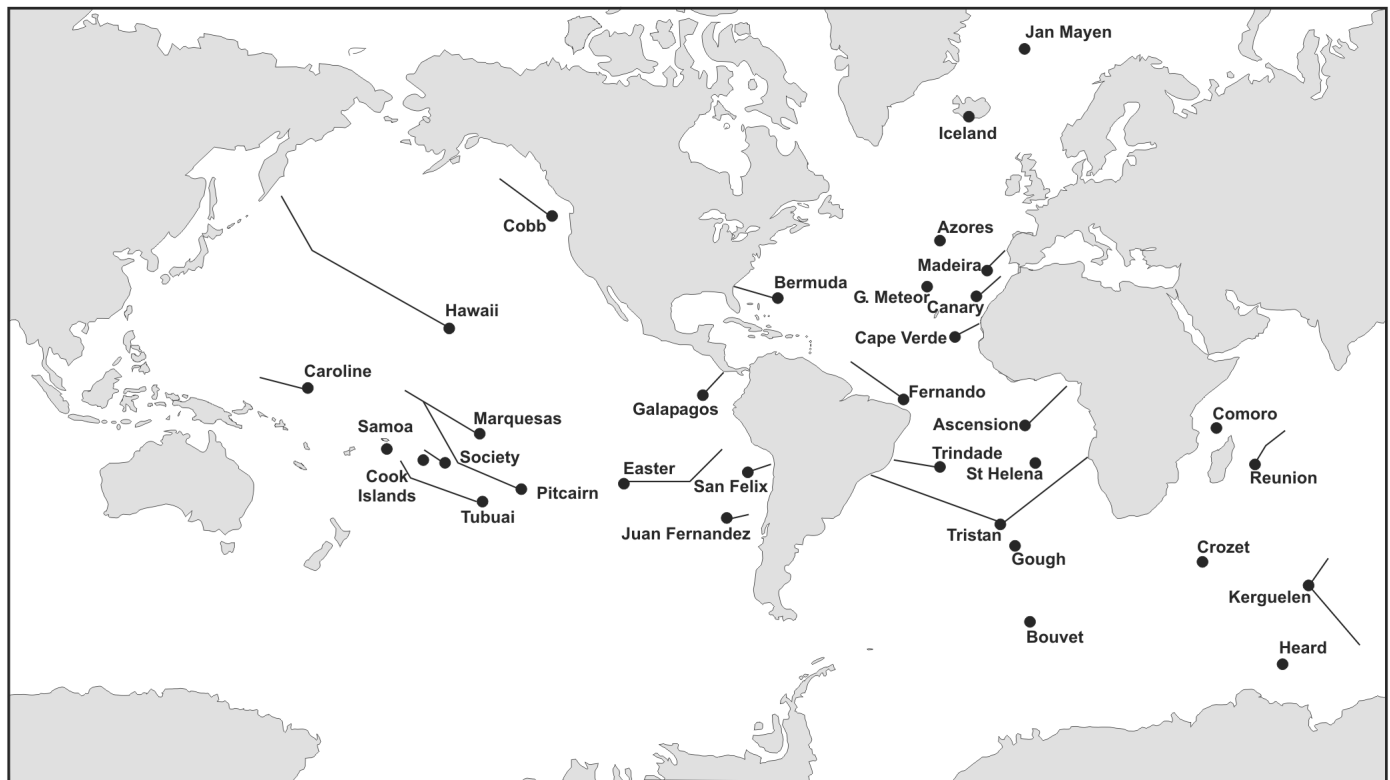 Jan Mayen
Iceland
Cobb
Azores
Madeira
Bermuda
G. Meteor
Canary
Hawaii
Cape Verde
Caroline
Fernando
Galapagos
Marquesas
Comoro
Samoa
Ascension
Society
Trindade
Easter
St Helena
Cook
Islands
San Felix
Reunion
Pitcairn
Tubuai
Juan Fernandez
Tristan
Crozet
Gough
Kerguelen
Bouvet
Heard